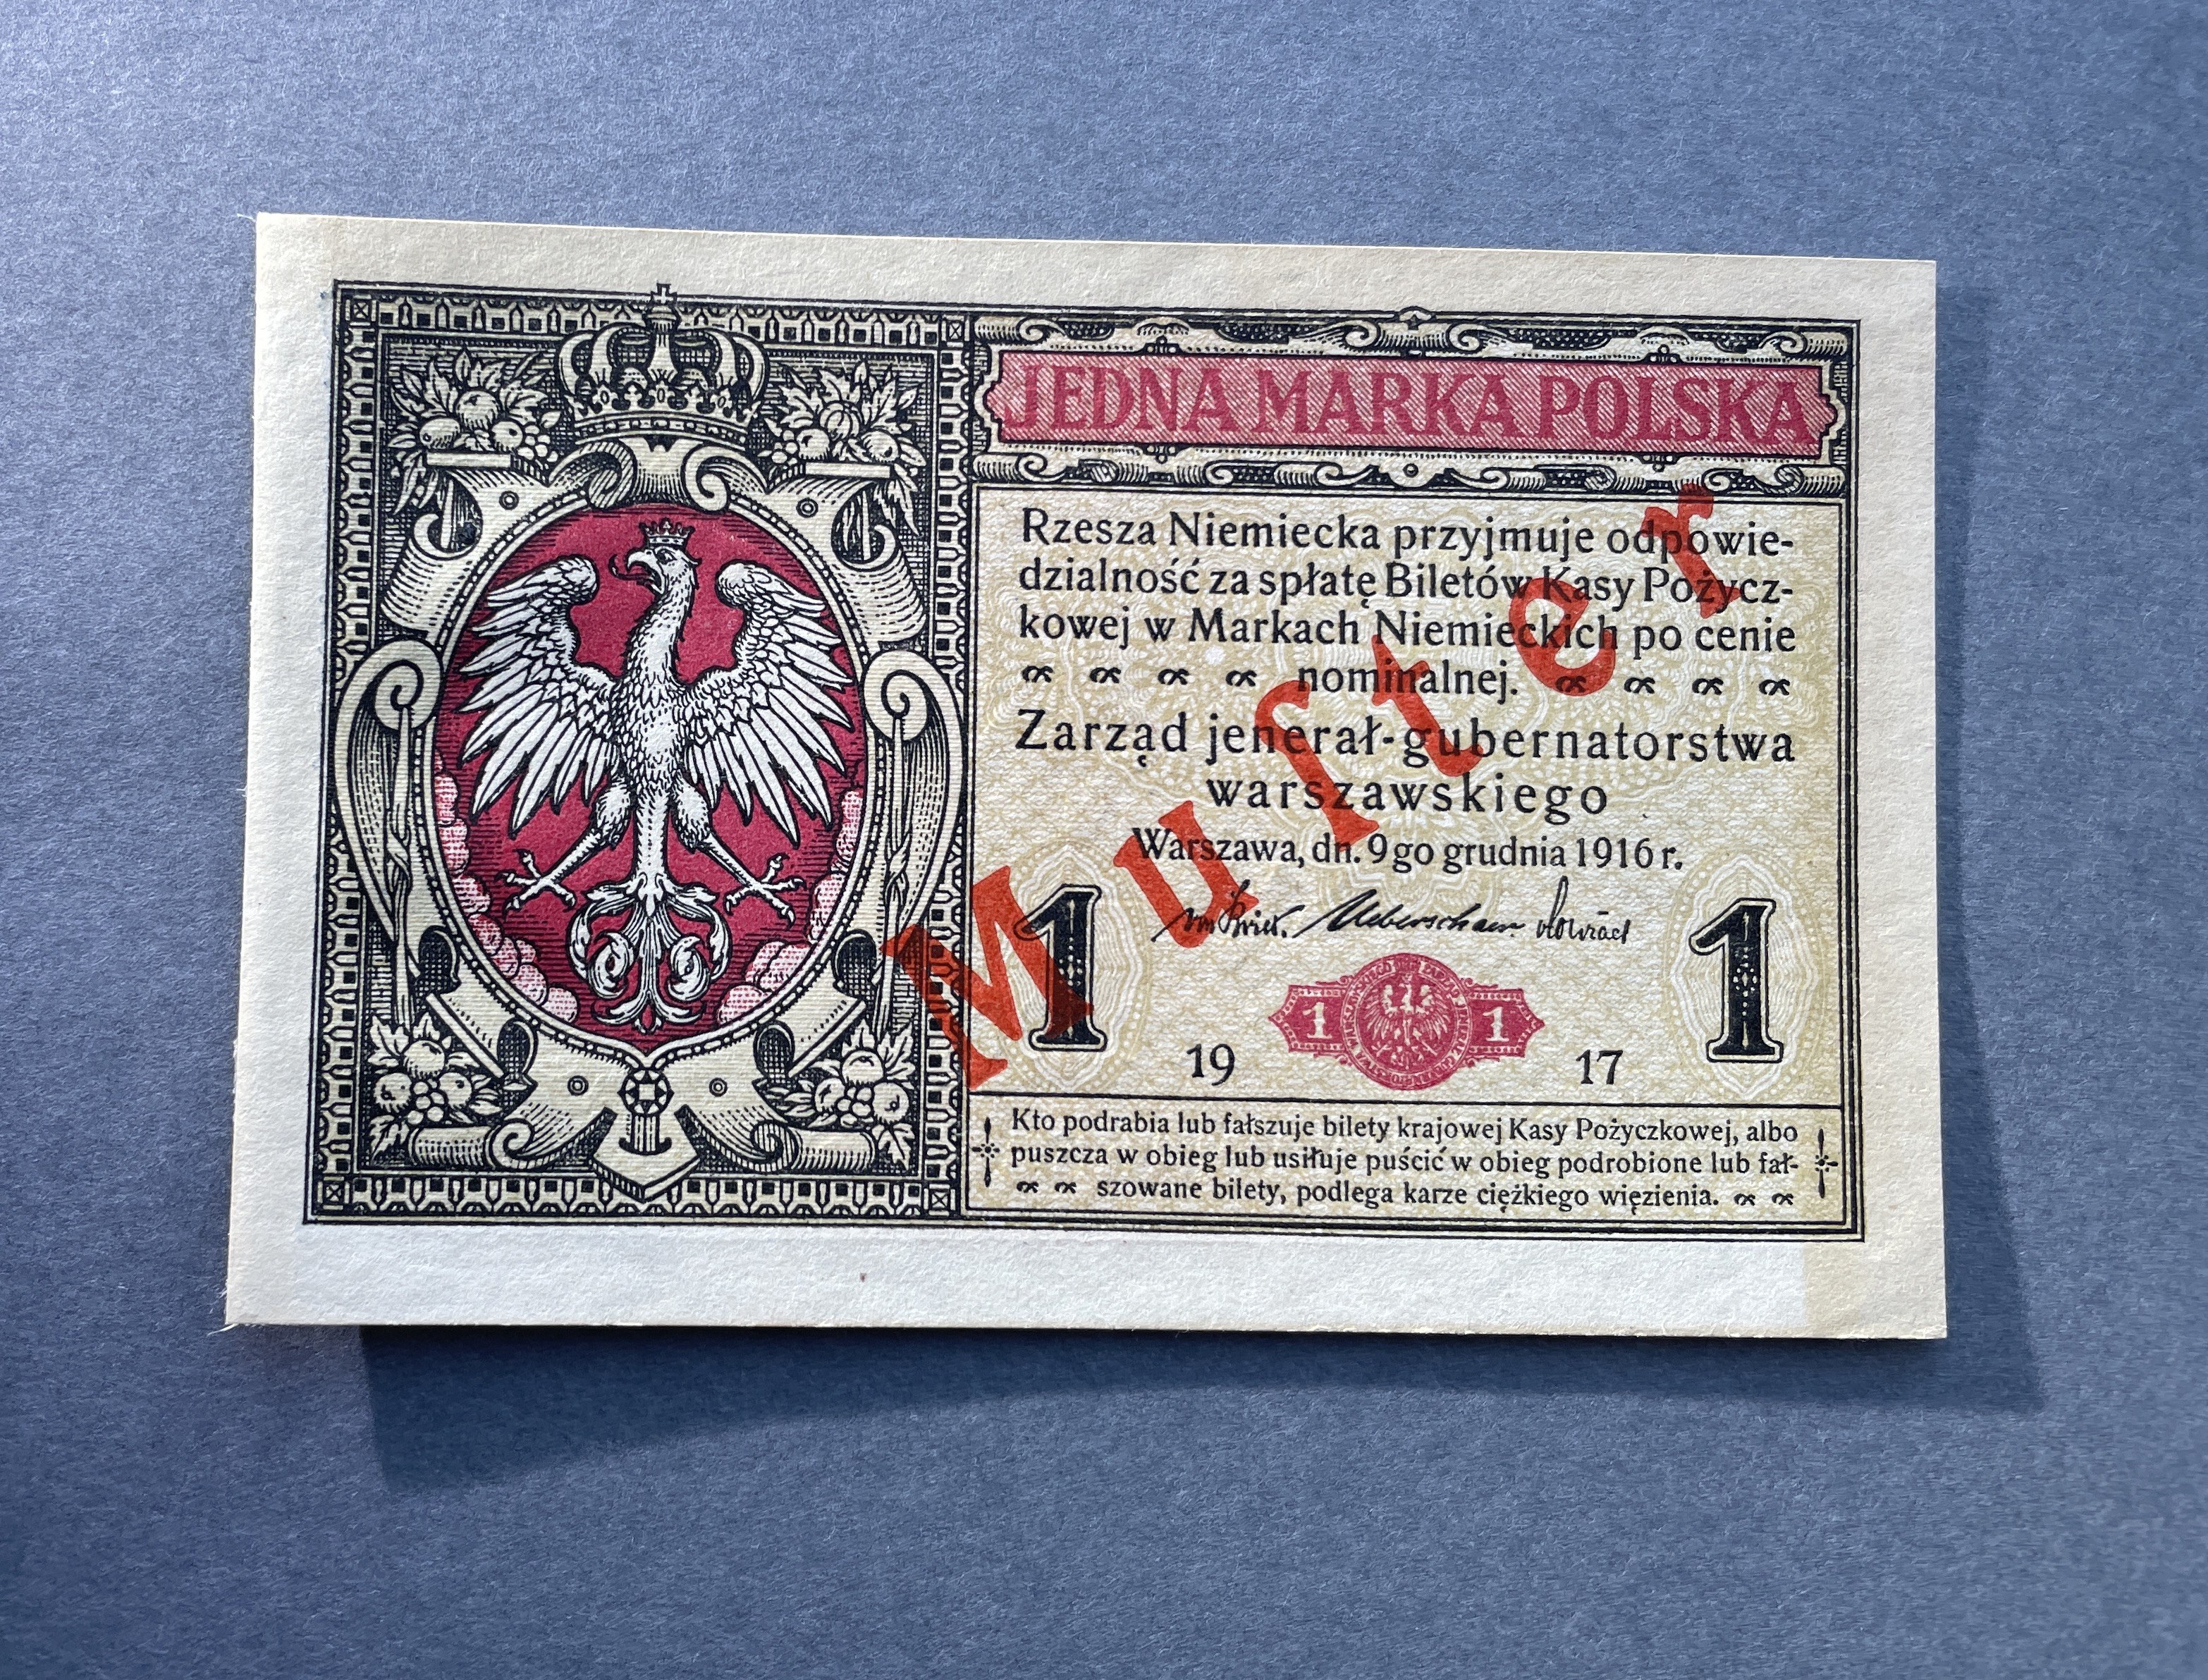 JEDNA MARKA POLSKA
Rzesza Niemiecka przyjmuje odpowie-
dzialność za spłatę Biletów Kasy Pożycz-
kowej w Markach Niemieckich po cenie
nominalnej.
Zarząd jenerał-gubernatorstwa
warszawskiego
Warszawa, dn. 9go grudnia 1916 r.
1 1
1 1
19 17
Kto podrabia lub fałszuje bilety krajowej Kasy Pożyczkowej, albo
puszcza w obieg lub usiłuje puścić w obieg podrobione lub fał-
szowane bilety, podlega karze ciężkiego więzienia.
Muſter